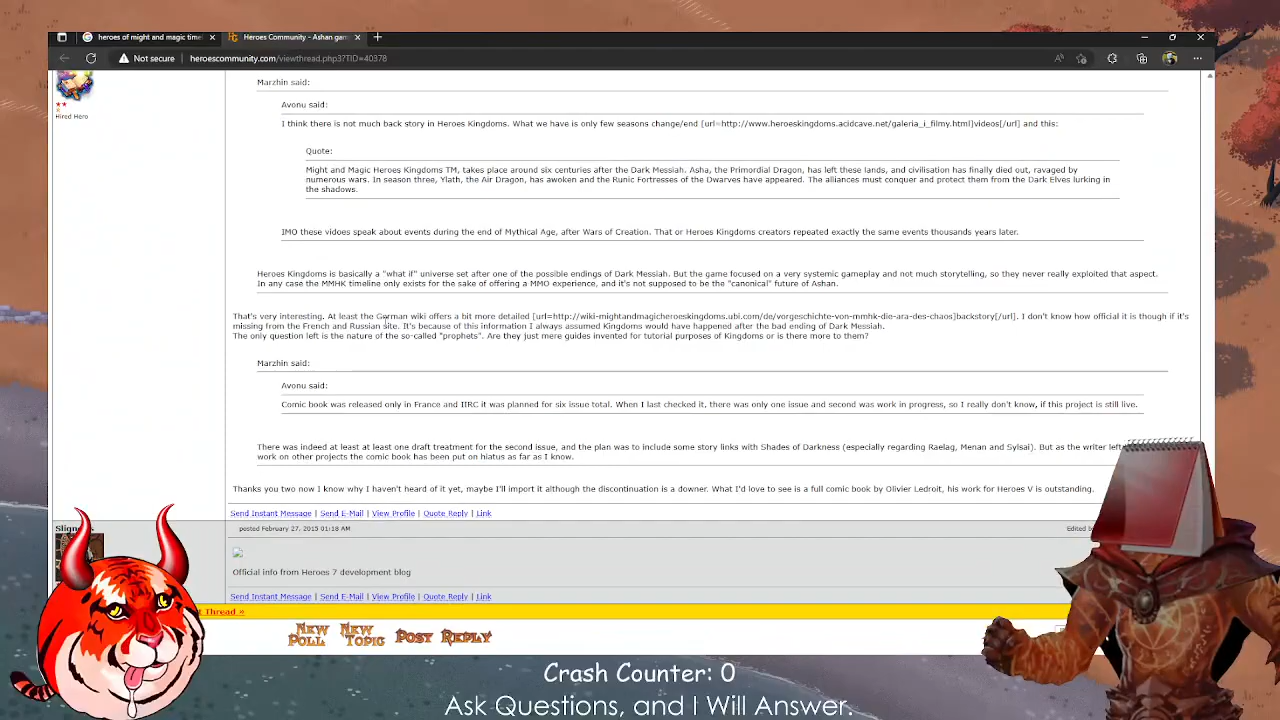 heroes of might and magic time
Heroes Community - Ashan gam
Not secure
heroescommunity.com/viewthread.php3?TID=40378
Marzhin said:
Hired Hero
Avonu said:
I think there is not much back story in Heroes Kingdoms. What we have is only few seasons change/end [url=http://www.heroeskingdoms.acidcave.net/galeria_i_filmy.html]videos[/url] and this:
Quote:
Might and Magic Heroes Kingdoms TM, takes place around six centuries after the Dark Messiah. Asha, the Primordial Dragon, has left these lands, and civilisation has finally died out, ravaged by
numerous wars. In season three, Ylath, the Air Dragon, has awoken and the Runic Fortresses of the Dwarves have appeared. The alliances must conquer and protect them from the Dark Elves lurking in
the shadows.
IMO these vidoes speak about events during the end of Mythical Age, after Wars of Creation. That or Heroes Kingdoms creators repeated exactly the same events thousands years later.
Heroes Kingdoms is basically a "what if" universe set after one of the possible endings of Dark Messiah. But the game focused on a very systemic gameplay and not much storytelling, so they never really exploited that aspect.
In any case the MMHK timeline only exists for the sake of offering a MMO experience, and it's not supposed to be the "canonical" future of Ashan.
That's very interesting. At least the German wiki offers a bit more detailed [url=http://wiki-mightandmagicheroeskingdoms.ubi.com/de/vorgeschichte-von-mmhk-die-ara-des-chaos]backstory[/url]. I don't know how official it is though if it's
missing from the French and Russian site. It's because of this information I always assumed Kingdoms would have happened after the bad ending of Dark Messiah.
The only question left is the nature of the so-called "prophets". Are they just mere guides invented for tutorial purposes of Kingdoms or is there more to them?
Marzhin said:
Avonu said:
Comic book was released only in France and IIRC it was planned for six issue total. When I last checked it, there was only one issue and second was work in progress, so I really don't know, if this project is still live.
There was indeed at least at least one draft treatment for the second issue, and the plan was to include some story links with Shades of Darkness (especially regarding Raelag, Menan and Sylsai). But as the writer left
work on other projects the comic book has been put on hiatus as far as I know.
Thanks you two now I know why I haven't heard of it yet, maybe I'll import it although the discontinuation is a downer. What I'd love to see is a full comic book by Olivier Ledroit, his work for Heroes V is outstanding.
Send Instant Message | Send E-Mail | View Profile | Quote Reply | Link
posted February 27, 2015 01:18 AM
Edited by
Official info from Heroes 7 development blog
Send Instant Message | Send E-Mail | View Profile | Quote Reply | Link
Thread »
NEW POLL NEW TOPIC POST REPLY
Crash Counter: 0
Ask Questions, and I Will Answer.